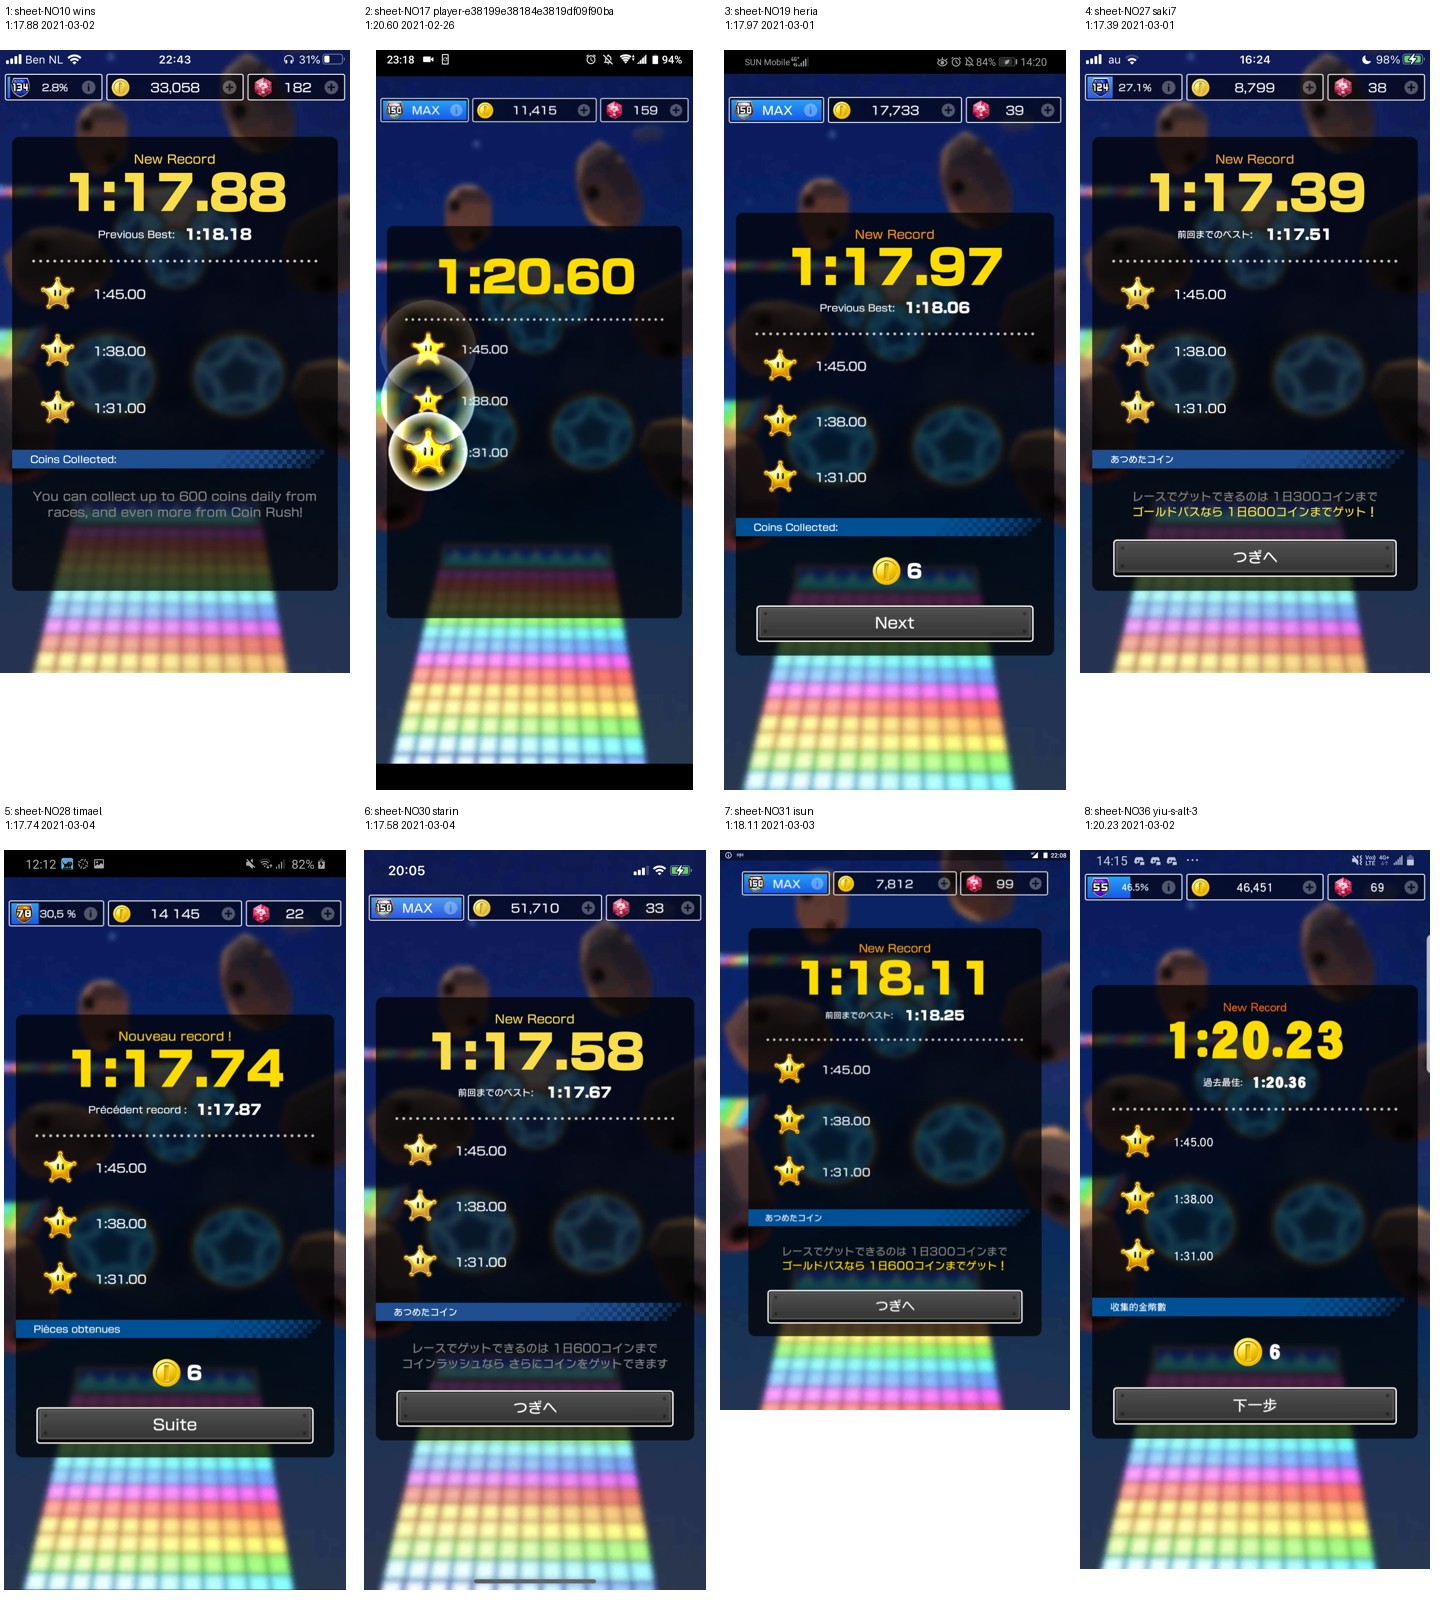 1: sheet-NO10 wins
1:17.88 2021-03-02
Ben NL 22:43 31%
134 2.8% 33,058 182
New Record
1:17.88
Previous Best: 1:18.18
1:45.00
1:38.00
1:31.00
Coins Collected:
You can collect up to 600 coins daily from
races, and even more from Coin Rush!
2: sheet-NO17 player-e38199e38184e3819df09f90ba
1:20.60 2021-02-26
23:18 94%
150 MAX 11,415 159
1:20.60
1:45.00
1:38.00
1:31.00
3: sheet-NO19 heria
1:17.97 2021-03-01
SUN Mobile 84% 14:20
150 MAX 17,733 39
New Record
1:17.97
Previous Best: 1:18.06
1:45.00
1:38.00
1:31.00
Coins Collected:
6
Next
4: sheet-NO27 saki7
1:17.39 2021-03-01
au 16:24 98%
124 27.1% 8,799 38
New Record
1:17.39
前回までのベスト: 1:17.51
1:45.00
1:38.00
1:31.00
あつめたコイン
レースでゲットできるのは 1日300コインまで
ゴールドパスなら 1日600コインまでゲット！
つぎへ
5: sheet-NO28 timael
1:17.74 2021-03-04
12:12 82%
78 30,5 % 14 145 22
Nouveau record !
1:17.74
Précédent record : 1:17.87
1:45.00
1:38.00
1:31.00
Pièces obtenues
6
Suite
6: sheet-NO30 starin
1:17.58 2021-03-04
20:05
150 MAX 51,710 33
New Record
1:17.58
前回までのベスト: 1:17.67
1:45.00
1:38.00
1:31.00
あつめたコイン
レースでゲットできるのは 1日600コインまで
コインラッシュなら さらにコインをゲットできます
つぎへ
7: sheet-NO31 isun
1:18.11 2021-03-03
22:08
150 MAX 7,812 99
New Record
1:18.11
前回までのベスト: 1:18.25
1:45.00
1:38.00
1:31.00
あつめたコイン
レースでゲットできるのは 1日300コインまで
ゴールドパスなら 1日600コインまでゲット！
つぎへ
8: sheet-NO36 yiu-s-alt-3
1:20.23 2021-03-02
14:15
55 46.5% 46,451 69
New Record
1:20.23
過去最佳: 1:20.36
1:45.00
1:38.00
1:31.00
收集的金幣數
6
下一步